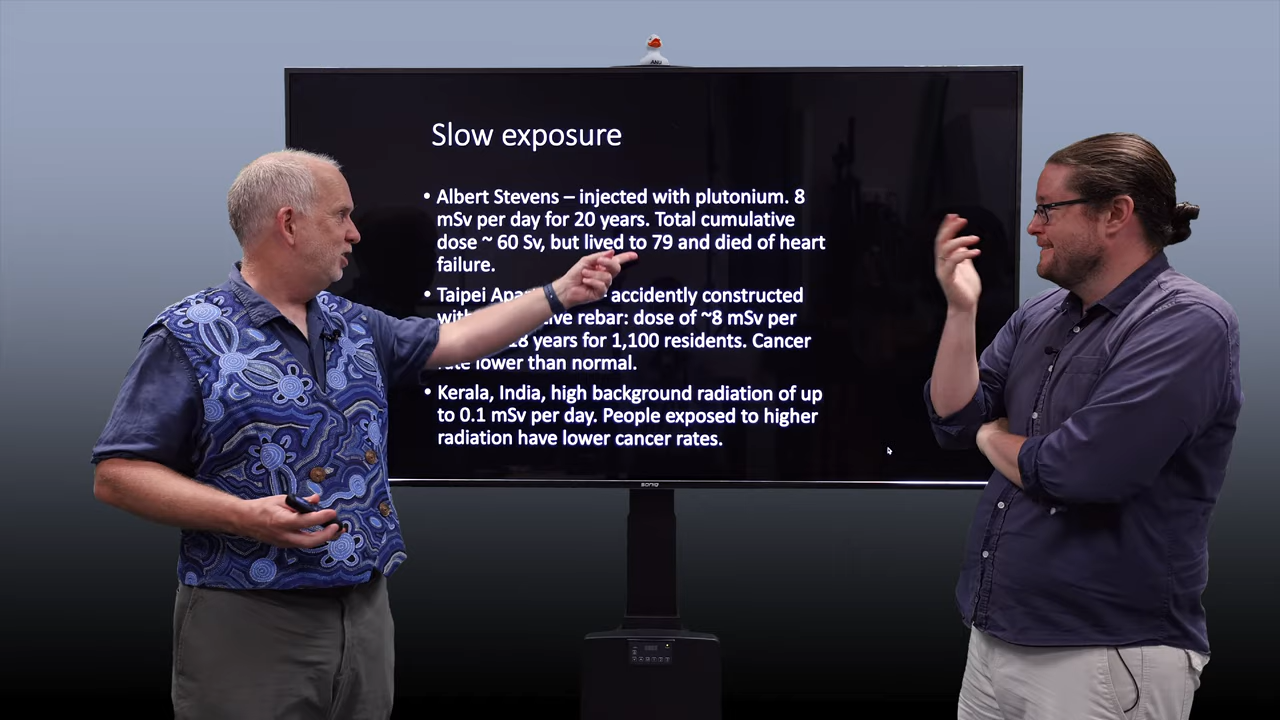 ANU
Slow exposure
• Albert Stevens – injected with plutonium. 8
mSv per day for 20 years. Total cumulative
dose ~ 60 Sv, but lived to 79 and died of heart
failure.
• Taipei accidently constructed
rebar: dose of ~8 mSv per
18 years for 1,100 residents. Cancer
lower than normal.
• Kerala, India, high background radiation of up
to 0.1 mSv per day. People exposed to higher
radiation have lower cancer rates.
soniq